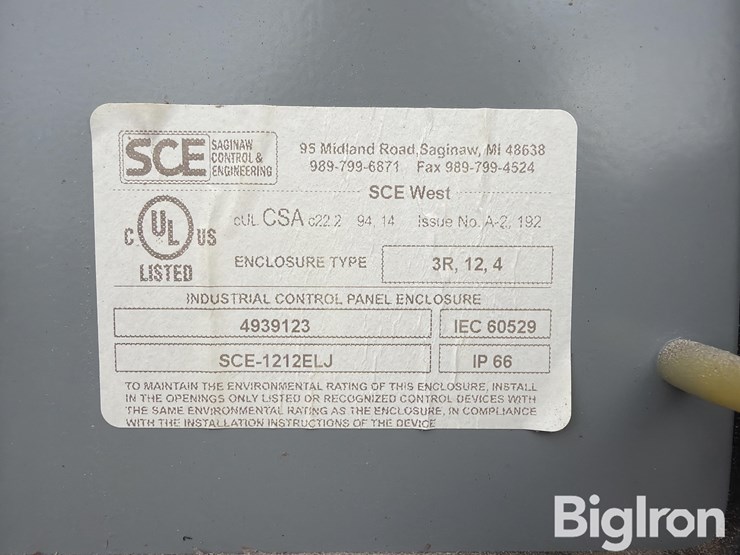 SCE SAGINAW CONTROL & ENGINEERING
95 Midland Road, Saginaw, MI 48638
989-799-6871 Fax 989-799-4524
SCE West
cUL CSA c22.2 94, 14 Issue No. A-2, 192
C UL US
LISTED
ENCLOSURE TYPE 3R, 12, 4
INDUSTRIAL CONTROL PANEL ENCLOSURE
4939123 IEC 60529
SCE-1212ELJ IP 66
TO MAINTAIN THE ENVIRONMENTAL RATING OF THIS ENCLOSURE, INSTALL
IN THE OPENINGS ONLY LISTED OR RECOGNIZED CONTROL DEVICES WITH
THE SAME ENVIRONMENTAL RATING AS THE ENCLOSURE, IN COMPLIANCE
WITH THE INSTALLATION INSTRUCTIONS OF THE DEVICE
BigIron